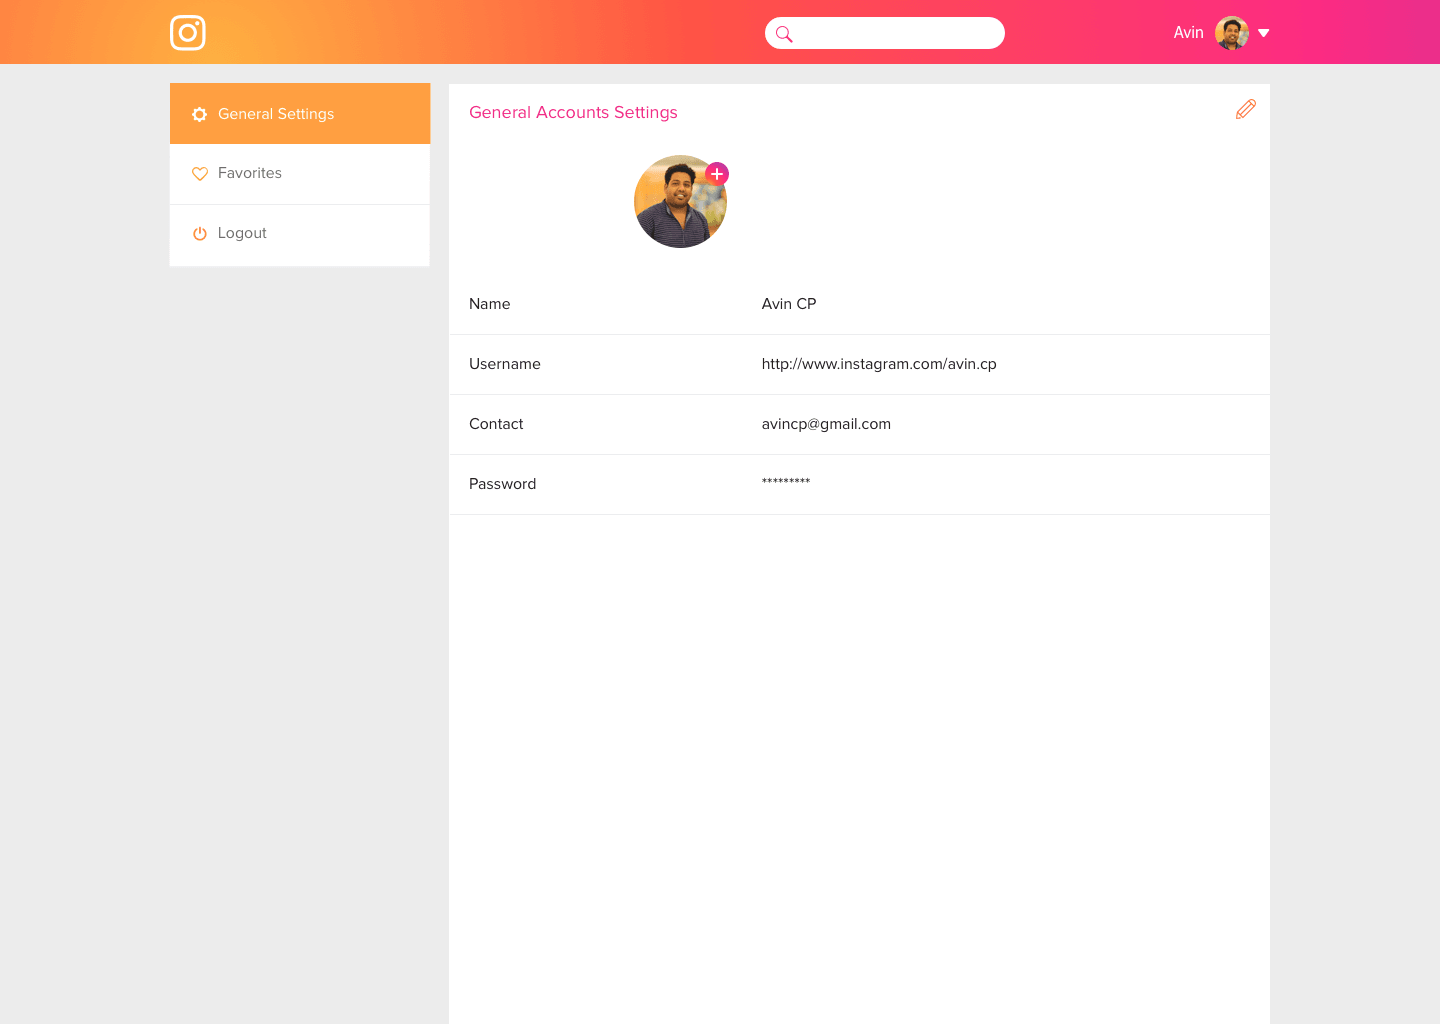 Avin
General Settings
Favorites
Logout
General Accounts Settings
Name
Avin CP
Username
http://www.instagram.com/avin.cp
Contact
avincp@gmail.com
Password
*********